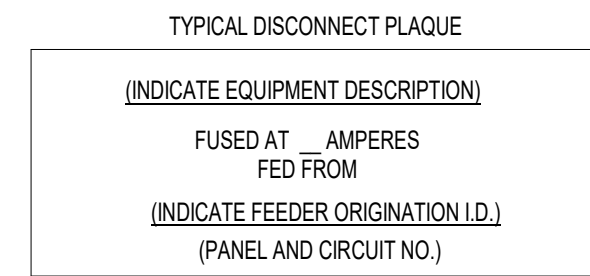 TYPICAL DISCONNECT PLAQUE
(INDICATE EQUIPMENT DESCRIPTION)
FUSED AT __ AMPERES
FED FROM
(INDICATE FEEDER ORIGINATION I.D.)
(PANEL AND CIRCUIT NO.)